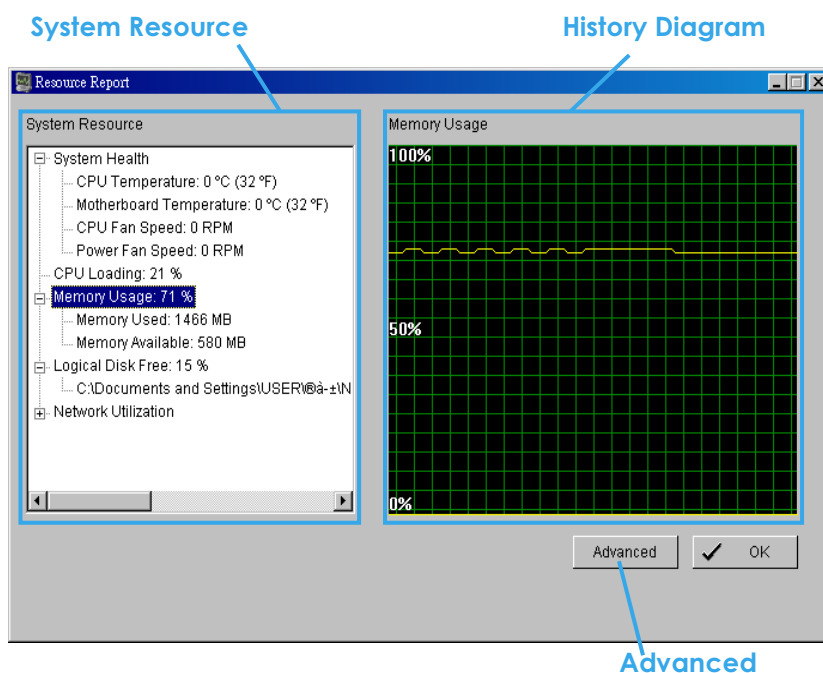 System Resource
History Diagram
Resource Report
System Resource
System Health
CPU Temperature: 0 °C (32 °F)
Motherboard Temperature: 0 °C (32 °F)
CPU Fan Speed: 0 RPM
Power Fan Speed: 0 RPM
CPU Loading: 21 %
Memory Usage: 71 %
Memory Used: 1466 MB
Memory Available: 580 MB
Logical Disk Free: 15 %
C:\Documents and Settings\USER\®à-±\N
Network Utilization
Memory Usage
100%
50%
0%
Advanced
OK
Advanced